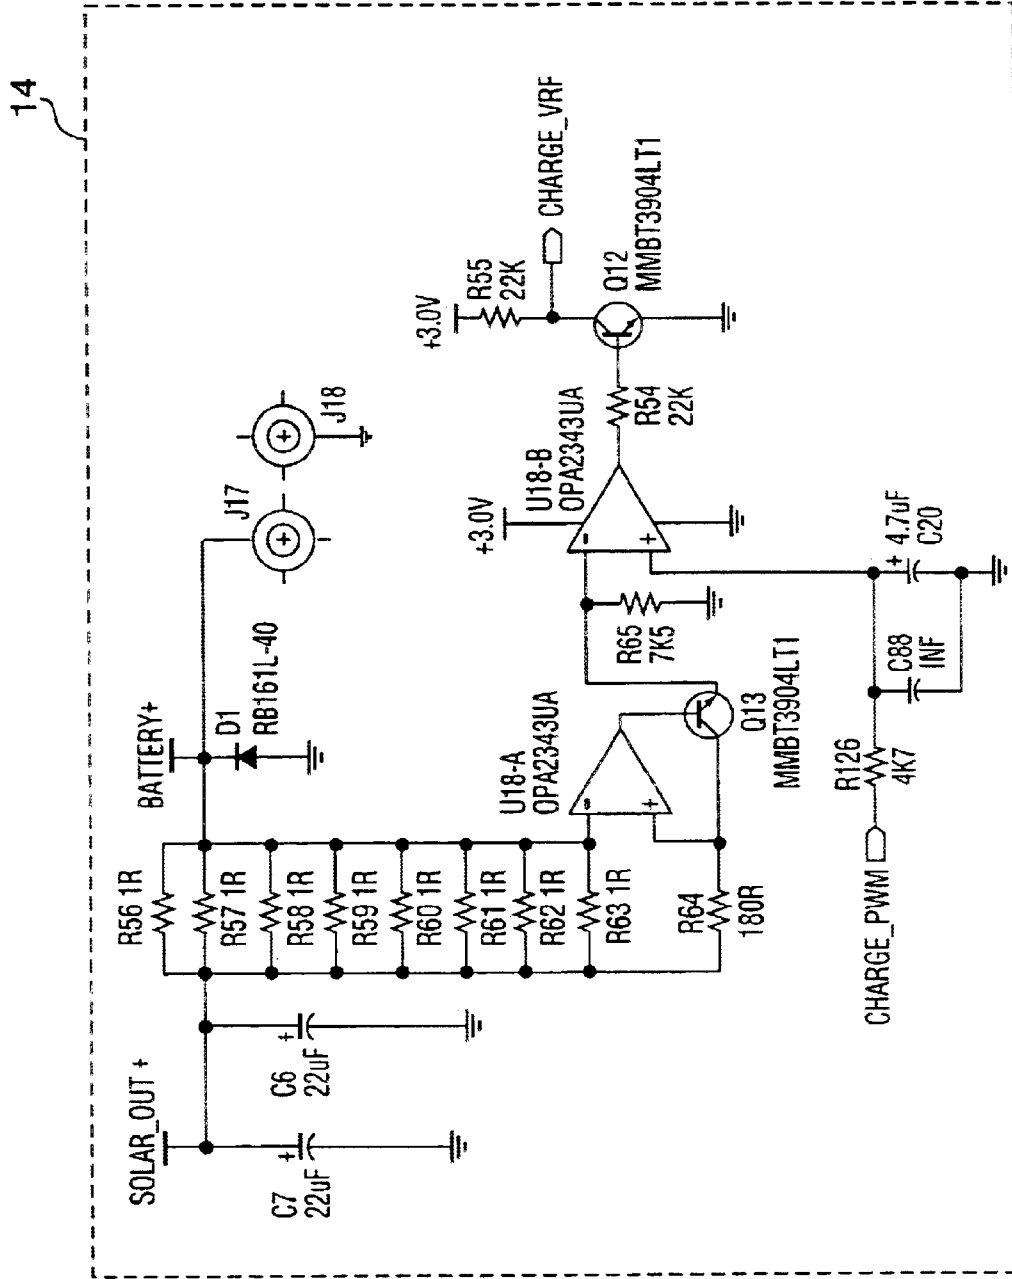 14
SOLAR_OUT +
C7
22uF
+
C6
22uF
+
R56 1R
R57 1R
R58 1R
R59 1R
R60 1R
R61 1R
R62 1R
R63 1R
R64
180R
BATTERY+
D1
RB161L-40
J17
+
J18
+
U18-A
OPA2343UA
-
+
Q13
MMBT3904LT1
R65
7K5
+3.0V
U18-B
OPA2343UA
-
+
R54
22K
+3.0V
R55
22K
CHARGE_VRF
Q12
MMBT3904LT1
CHARGE_PWM
R126
4K7
C88
INF
+ 4.7uF
C20